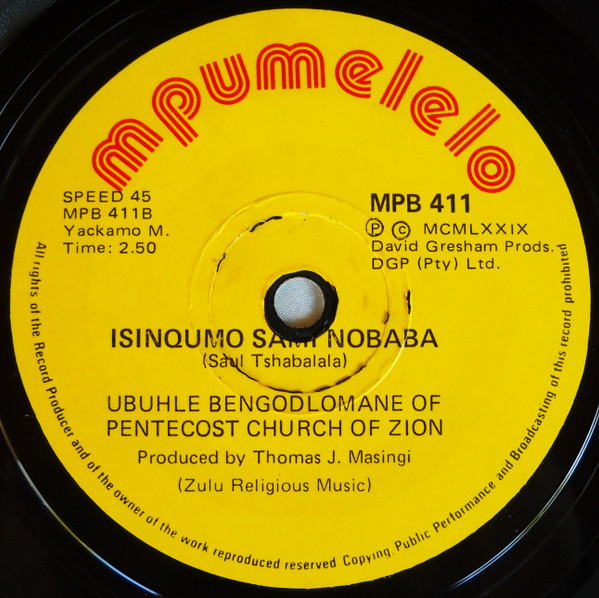 mpumelelo
SPEED 45
MPB 411B
Yackamo M.
Time: 2.50
MPB 411
Ⓟ © MCMLXXIX
David Gresham Prods.
DGP (Pty) Ltd.
ISINQUMO SAMI NOBABA
(Saul Tshabalala)
UBUHLE BENGODLOMANE OF
PENTECOST CHURCH OF ZION
Produced by Thomas J. Masingi
(Zulu Religious Music)
All rights of the Record Producer and of the owner of the work reproduced reserved Copying, Public Performance and Broadcasting of this record prohibited